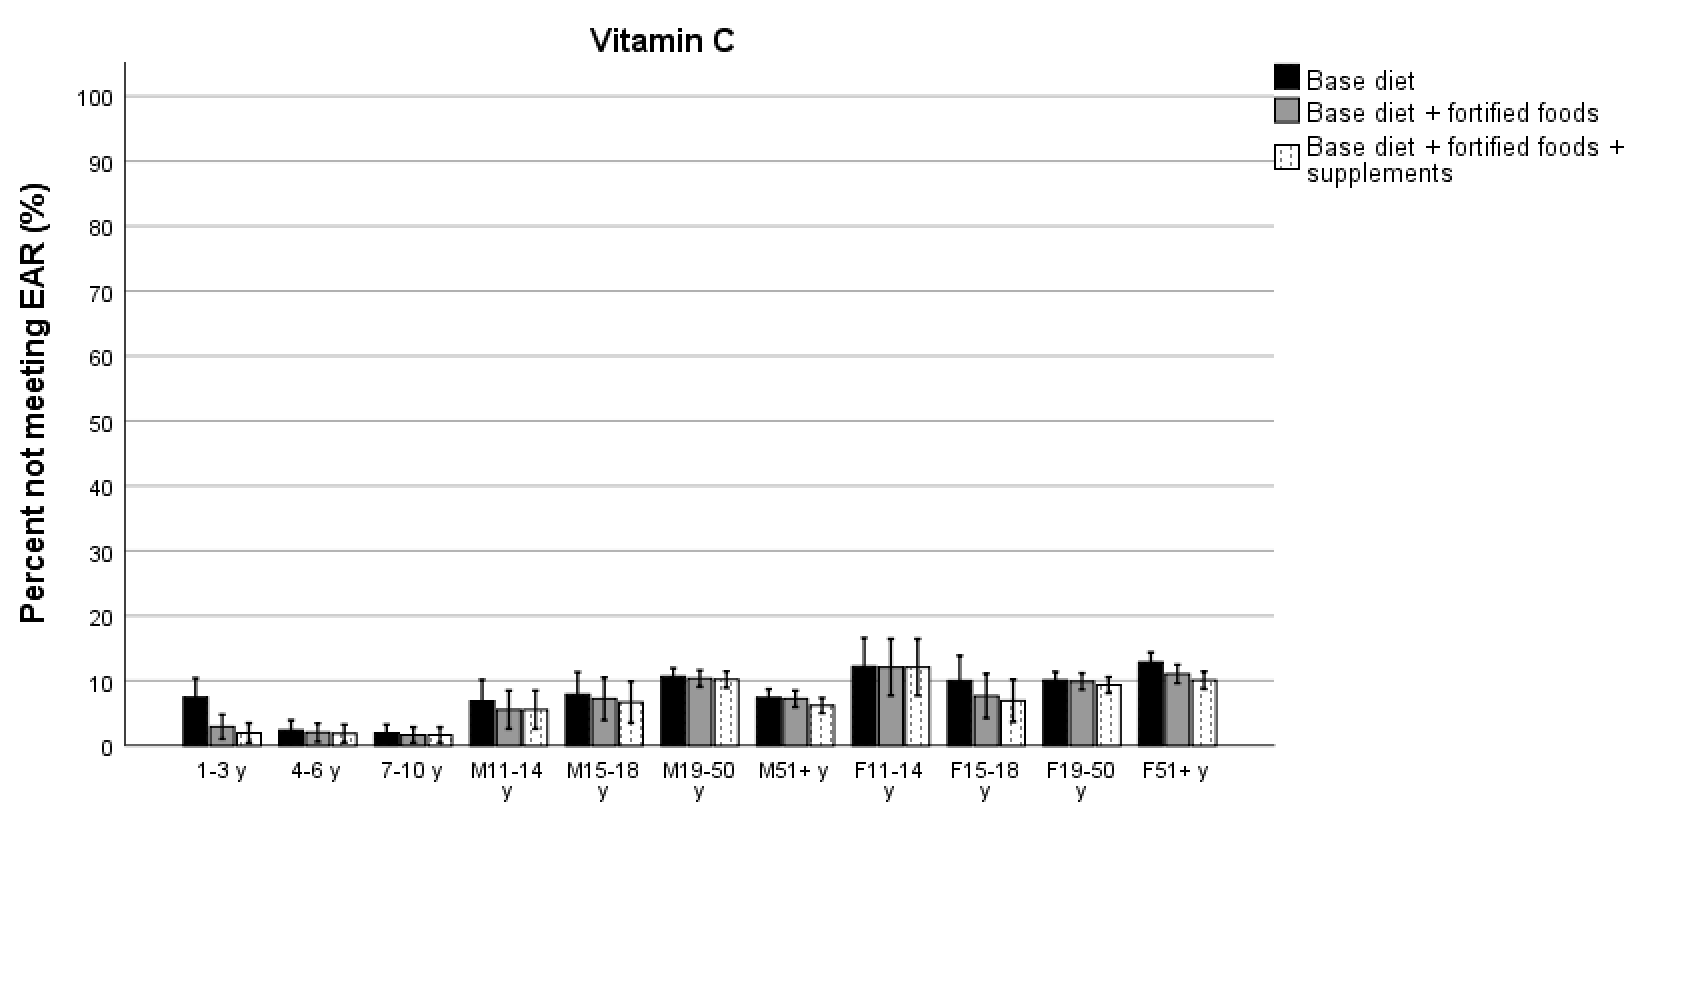 Vitamin C
Base diet
Base diet + fortified foods
Base diet + fortified foods +
supplements
Percent not meeting EAR (%)
100
90
80
70
60
50
40
30
20
10
0
1-3 y 4-6 y 7-10 y M11-14 M15-18 M19-50 M51+ y F11-14 F15-18 F19-50 F51+ y
y y y y y y